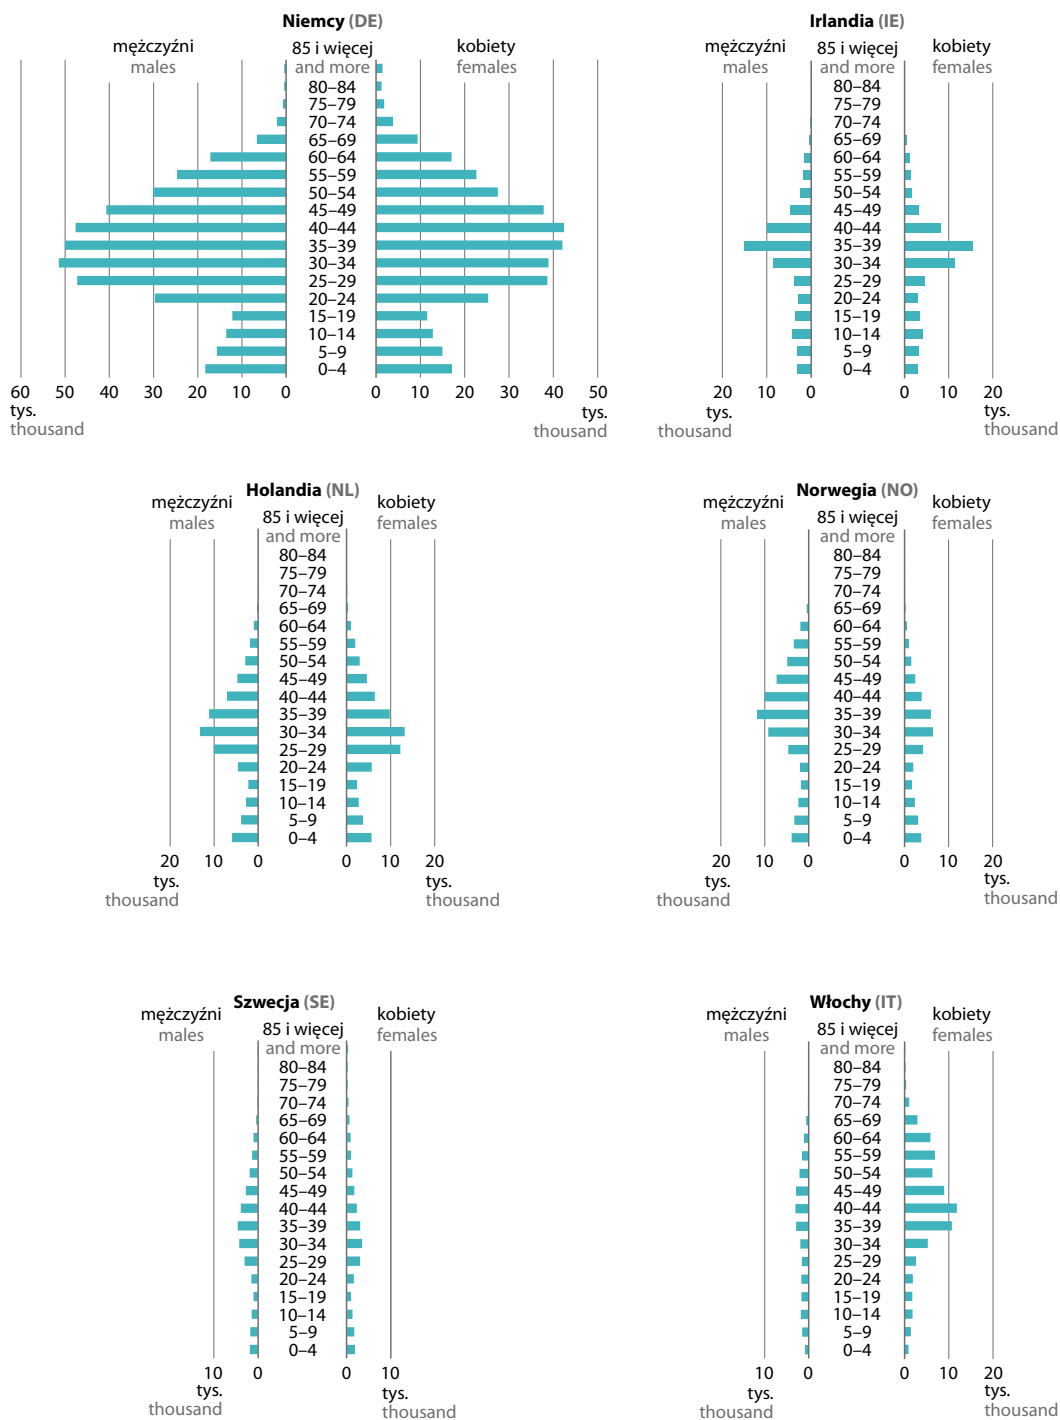 Niemcy (DE)
mężczyźni 85 i więcej kobiety
males and more females
80–84
75–79
70–74
65–69
60–64
55–59
50–54
45–49
40–44
35–39
30–34
25–29
20–24
15–19
10–14
5–9
0–4
60 50 40 30 20 10 0 0 10 20 30 40 50
tys. tys.
thousand thousand
Irlandia (IE)
mężczyźni 85 i więcej kobiety
males and more females
80–84
75–79
70–74
65–69
60–64
55–59
50–54
45–49
40–44
35–39
30–34
25–29
20–24
15–19
10–14
5–9
0–4
20 10 0 0 10 20
tys. tys.
thousand thousand
Holandia (NL)
mężczyźni 85 i więcej kobiety
males and more females
80–84
75–79
70–74
65–69
60–64
55–59
50–54
45–49
40–44
35–39
30–34
25–29
20–24
15–19
10–14
5–9
0–4
20 10 0 0 10 20
tys. tys.
thousand thousand
Norwegia (NO)
mężczyźni 85 i więcej kobiety
males and more females
80–84
75–79
70–74
65–69
60–64
55–59
50–54
45–49
40–44
35–39
30–34
25–29
20–24
15–19
10–14
5–9
0–4
20 10 0 0 10 20
tys. tys.
thousand thousand
Szwecja (SE)
mężczyźni 85 i więcej kobiety
males and more females
80–84
75–79
70–74
65–69
60–64
55–59
50–54
45–49
40–44
35–39
30–34
25–29
20–24
15–19
10–14
5–9
0–4
10 0 0 10
tys. tys.
thousand thousand
Włochy (IT)
mężczyźni 85 i więcej kobiety
males and more females
80–84
75–79
70–74
65–69
60–64
55–59
50–54
45–49
40–44
35–39
30–34
25–29
20–24
15–19
10–14
5–9
0–4
10 0 0 10 20
tys. tys.
thousand thousand